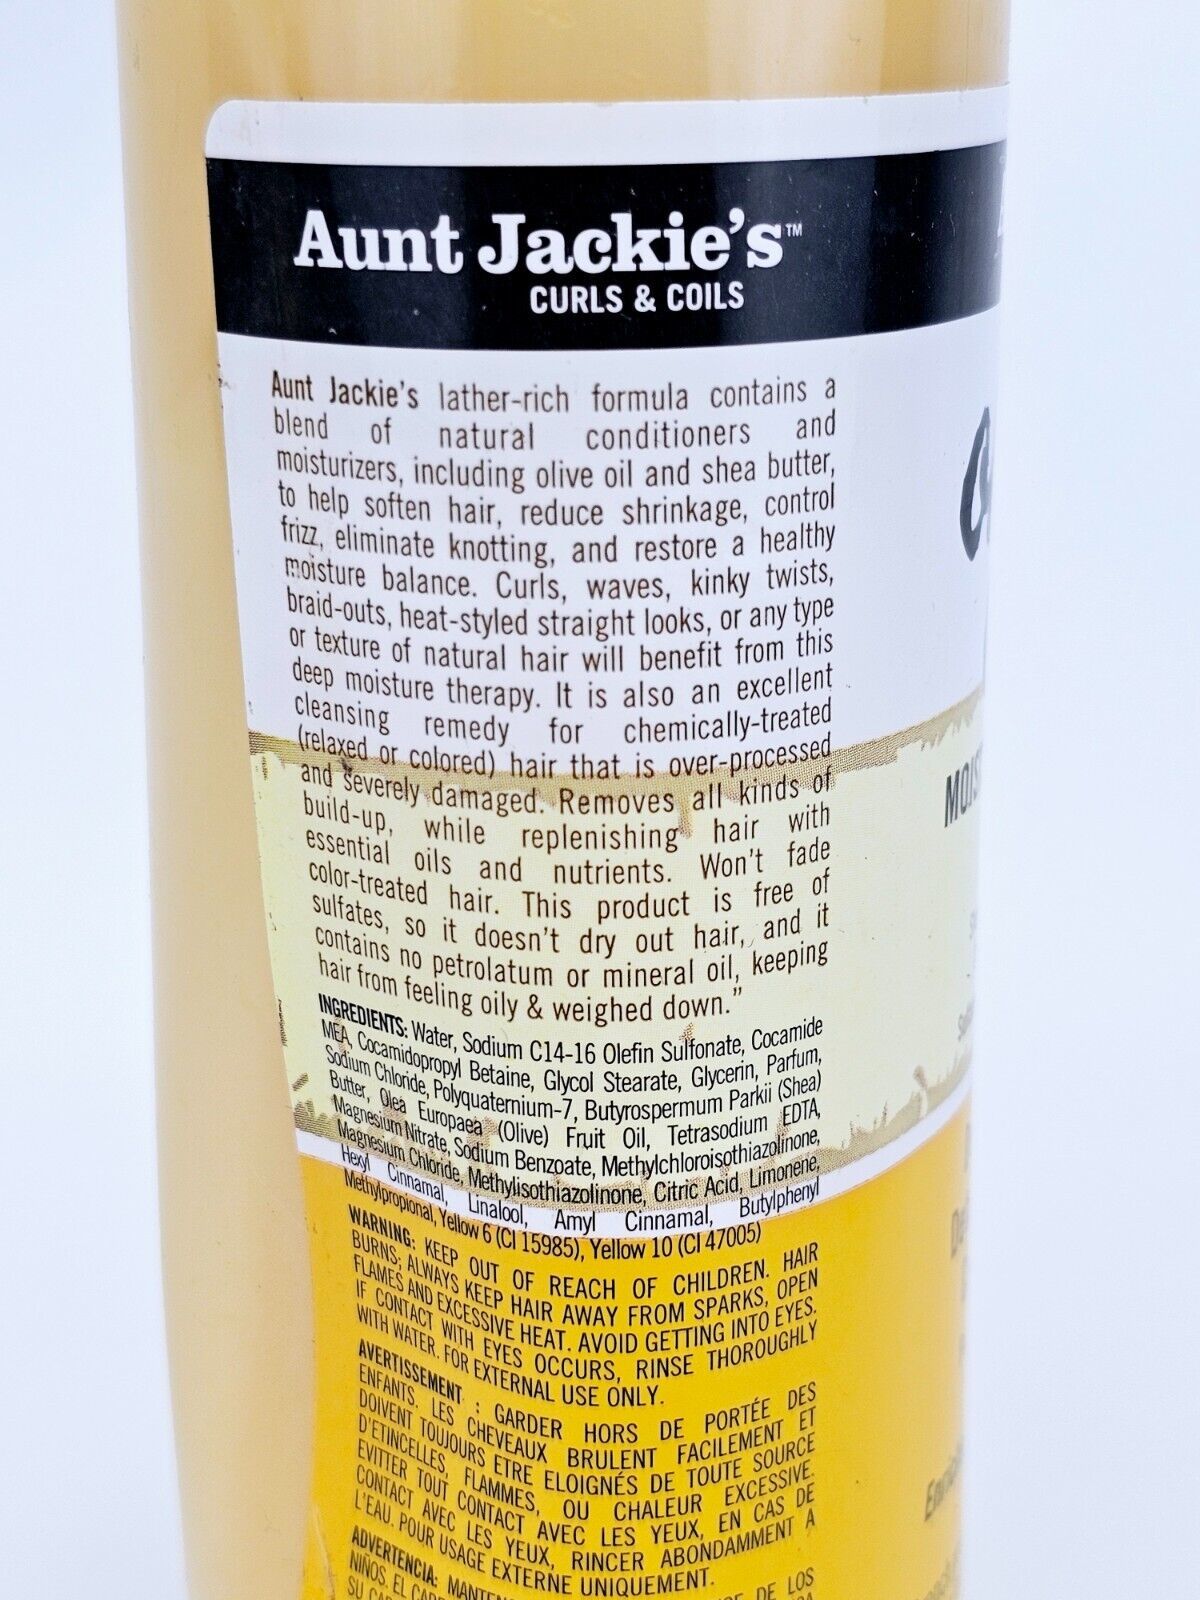 Aunt Jackie's™
CURLS & COILS
Aunt Jackie's lather-rich formula contains a
blend of natural conditioners and
moisturizers, including olive oil and shea butter,
to help soften hair, reduce shrinkage, control
frizz, eliminate knotting, and restore a healthy
moisture balance. Curls, waves, kinky twists,
braid-outs, heat-styled straight looks, or any type
or texture of natural hair will benefit from this
deep moisture therapy. It is also an excellent
cleansing remedy for chemically-treated
(relaxed or colored) hair that is over-processed
and severely damaged. Removes all kinds of
build-up, while replenishing hair with
essential oils and nutrients. Won't fade
color-treated hair. This product is free of
sulfates, so it doesn't dry out hair, and it
contains no petrolatum or mineral oil, keeping
hair from feeling oily & weighed down."
INGREDIENTS: Water, Sodium C14-16 Olefin Sulfonate, Cocamide
MEA, Cocamidopropyl Betaine, Glycol Stearate, Glycerin, Parfum,
Sodium Chloride, Polyquaternium-7, Butyrospermum Parkii (Shea)
Butter, Olea Europaea (Olive) Fruit Oil, Tetrasodium EDTA,
Magnesium Nitrate, Sodium Benzoate, Methylchloroisothiazolinone,
Magnesium Chloride, Methylisothiazolinone, Citric Acid, Limonene,
Hexyl Cinnamal, Linalool, Amyl Cinnamal, Butylphenyl
Methylpropional, Yellow 6 (CI 15985), Yellow 10 (CI 47005)
WARNING: KEEP OUT OF REACH OF CHILDREN. HAIR
BURNS; ALWAYS KEEP HAIR AWAY FROM SPARKS, OPEN
FLAMES AND EXCESSIVE HEAT. AVOID GETTING INTO EYES.
IF CONTACT WITH EYES OCCURS, RINSE THOROUGHLY
WITH WATER. FOR EXTERNAL USE ONLY.
AVERTISSEMENT : GARDER HORS DE PORTÉE DES
ENFANTS. LES CHEVEAUX BRULENT FACILEMENT ET
DOIVENT TOUJOURS ETRE ELOIGNÉS DE TOUTE SOURCE
D'ETINCELLES, FLAMMES, OU CHALEUR EXCESSIVE.
EVITTER TOUT CONTACT AVEC LES YEUX, EN CAS DE
CONTACT AVEC LES YEUX, RINCER ABONDAMMENT A
L'EAU. POUR USAGE EXTERNE UNIQUEMENT.
ADVERTENCIA: DE LOS
NIÑOS. EL
SU